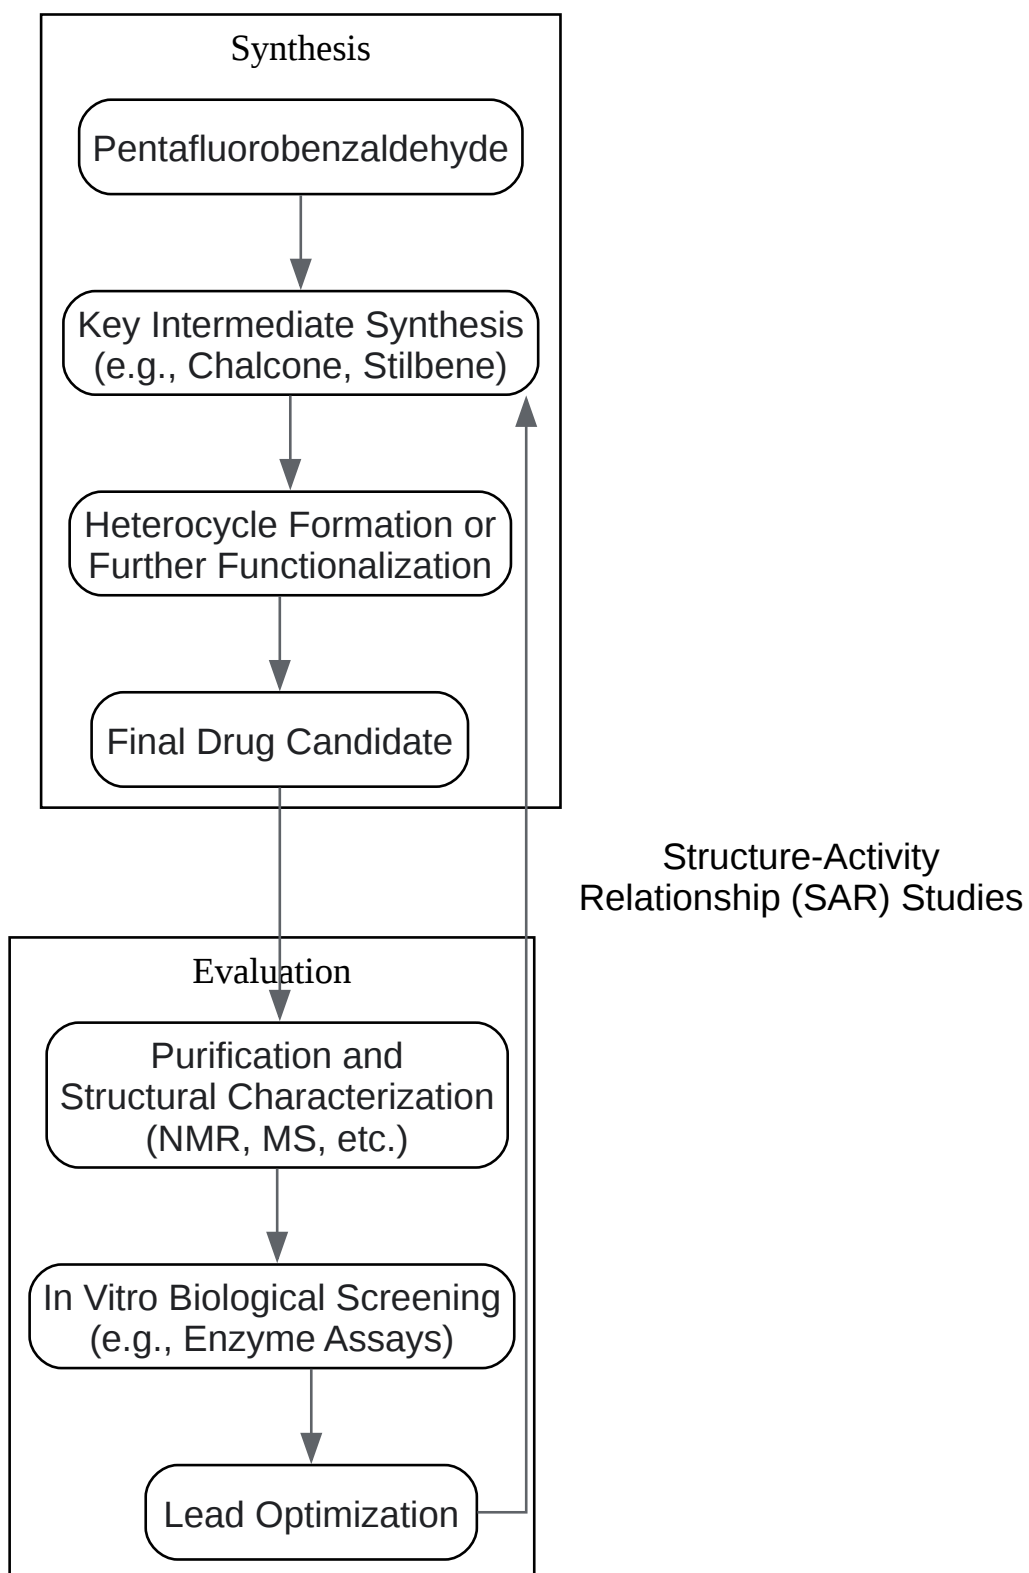 Synthesis
Pentafluorobenzaldehyde
Key Intermediate Synthesis
(e.g., Chalcone, Stilbene)
Heterocycle Formation or
Further Functionalization
Final Drug Candidate
Structure-Activity
Relationship (SAR) Studies
Evaluation
Purification and
Structural Characterization
(NMR, MS, etc.)
In Vitro Biological Screening
(e.g., Enzyme Assays)
Lead Optimization